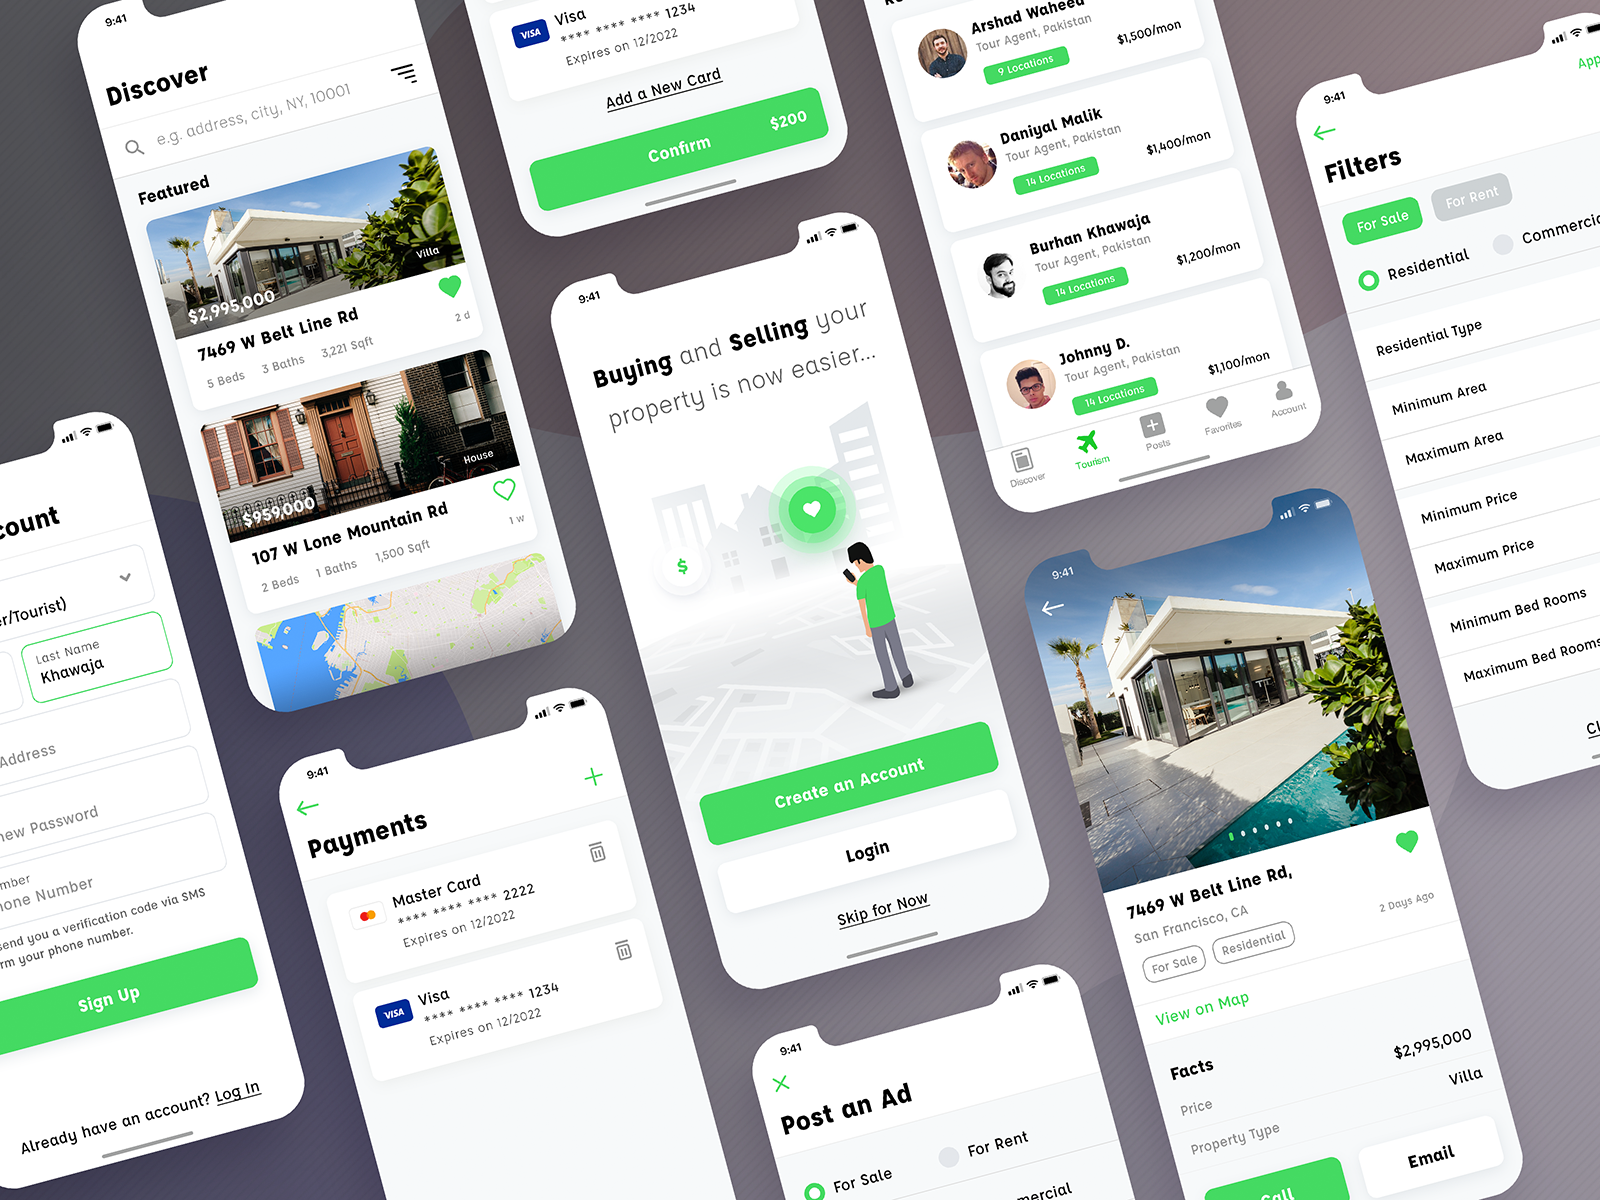 9:41
Discover
e.g. address, city, NY, 10001
Featured
Villa
$2,995,000
7469 W Belt Line Rd
2 d
5 Beds 3 Baths 3,221 Sqft
House
$959,000
107 W Lone Mountain Rd
1 w
2 Beds 1 Baths 1,500 Sqft
VISA
Visa
**** **** **** 1234
Expires on 12/2022
Add a New Card
Confirm $200
Arshad Waheed
Tour Agent, Pakistan
$1,500/mon
9 Locations
Daniyal Malik
Tour Agent, Pakistan
$1,400/mon
14 Locations
Burhan Khawaja
Tour Agent, Pakistan
$1,200/mon
14 Locations
Johnny D.
Tour Agent, Pakistan
$1,100/mon
14 Locations
Discover
Tourism
Posts
Favorites
Account
9:41
Filters
For Sale
For Rent
Residential
Residential Type
Minimum Area
Maximum Area
Minimum Price
Maximum Price
Minimum Bed Rooms
Maximum Bed Rooms
er/Tourist)
Last Name
Khawaja
Address
new Password
Phone Number
send you a verification code via SMS
your phone number.
Sign Up
Already have an account? Log In
9:41
Payments
Master Card
**** **** **** 2222
Expires on 12/2022
VISA
Visa
**** **** **** 1234
Expires on 12/2022
9:41
Buying and Selling your
property is now easier...
$
Create an Account
Login
Skip for Now
9:41
Post an Ad
For Sale
For Rent
9:41
7469 W Belt Line Rd,
San Francisco, CA
2 Days Ago
For Sale
Residential
View on Map
Facts
Price
$2,995,000
Property Type
Villa
Call
Email